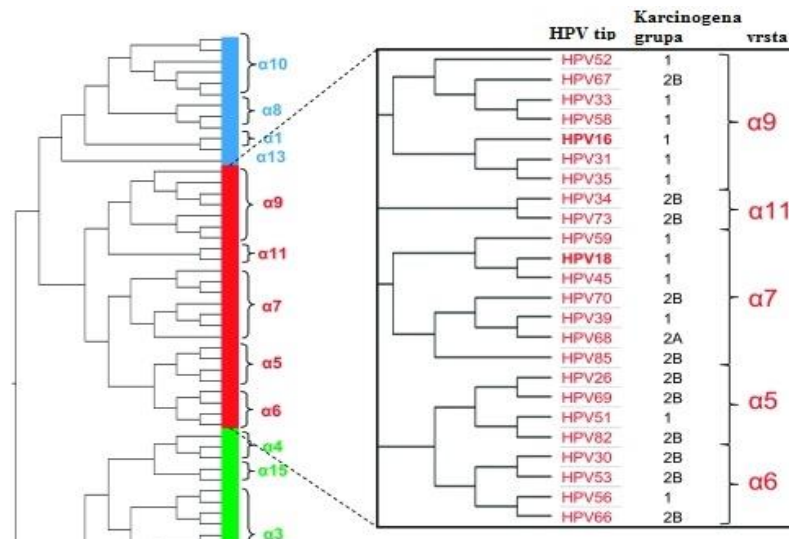 α10
α8
α1
α13
α9
α11
α7
α5
α6
α4
α15
α3
HPV tip Karcinogena grupa vrsta
HPV52 1
HPV67 2B
HPV33 1
HPV58 1
HPV16 1
HPV31 1
HPV35 1
α9
HPV34 2B
HPV73 2B
α11
HPV59 1
HPV18 1
HPV45 1
HPV70 2B
HPV39 1
HPV68 2A
HPV85 2B
α7
HPV26 2B
HPV69 2B
HPV51 1
HPV82 2B
α5
HPV30 2B
HPV53 2B
HPV56 1
HPV66 2B
α6